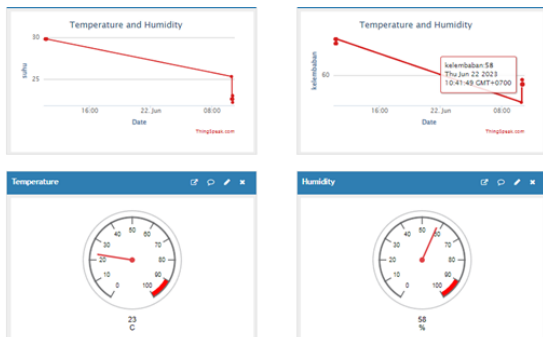 Temperature and Humidity
30
25
suhu
16:00
22. Jun
08:00
Date
ThingSpeak.com
Temperature and Humidity
60
kelembaban
kelembaban:58
Thu Jun 22 2023
10:41:49 GMT+0700
16:00
22. Jun
08:00
Date
ThingSpeak.com
Temperature
0
10
20
30
40
50
60
70
80
90
100
23
C
Humidity
0
10
20
30
40
50
60
70
80
90
100
58
%